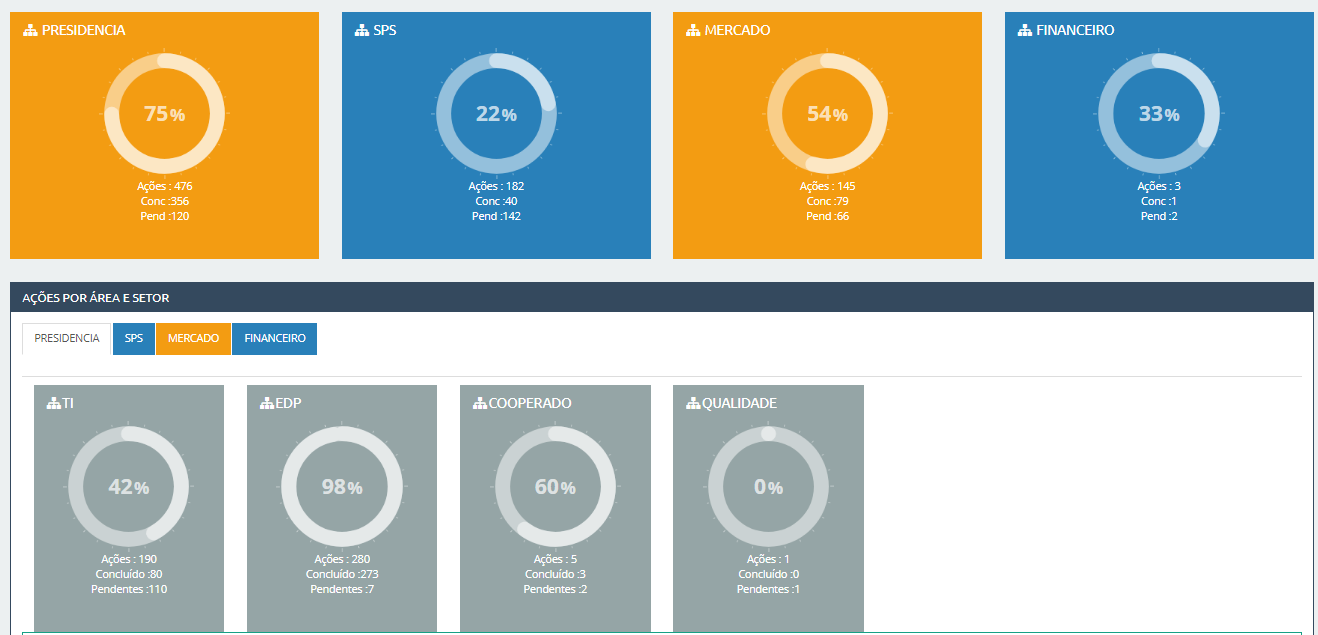 PRESIDENCIA
75%
Ações : 476
Conc :356
Pend :120
SPS
22%
Ações : 182
Conc :40
Pend :142
MERCADO
54%
Ações : 145
Conc :79
Pend :66
FINANCEIRO
33%
Ações : 3
Conc :1
Pend :2
AÇÕES POR ÁREA E SETOR
PRESIDENCIA SPS MERCADO FINANCEIRO
TI
42%
Ações : 190
Concluído :80
Pendentes :110
EDP
98%
Ações : 280
Concluído :273
Pendentes :7
COOPERADO
60%
Ações : 5
Concluído :3
Pendentes :2
QUALIDADE
0%
Ações : 1
Concluído :0
Pendentes :1